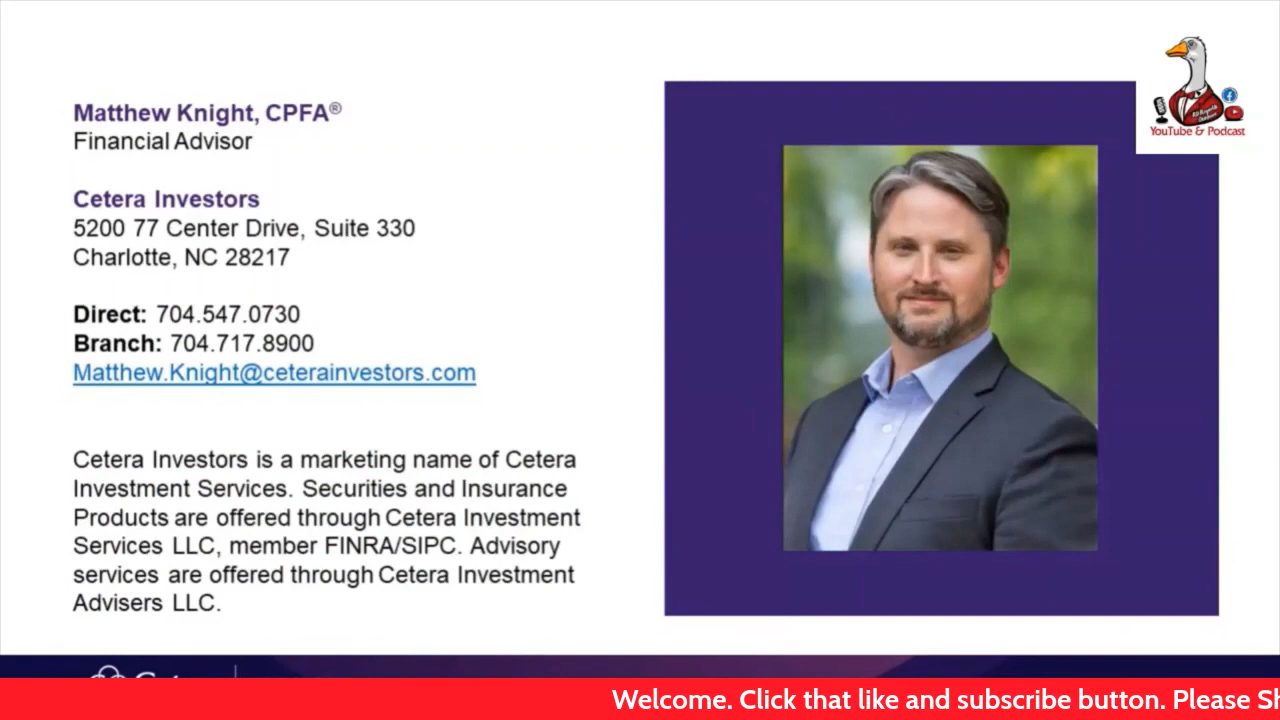 Matthew Knight, CPFA®
Financial Advisor
Cetera Investors
5200 77 Center Drive, Suite 330
Charlotte, NC 28217
Direct: 704.547.0730
Branch: 704.717.8900
Matthew.Knight@ceterainvestors.com
Cetera Investors is a marketing name of Cetera
Investment Services. Securities and Insurance
Products are offered through Cetera Investment
Services LLC, member FINRA/SIPC. Advisory
services are offered through Cetera Investment
Advisers LLC.
YouTube & Podcast
Welcome. Click that like and subscribe button. Please Sh